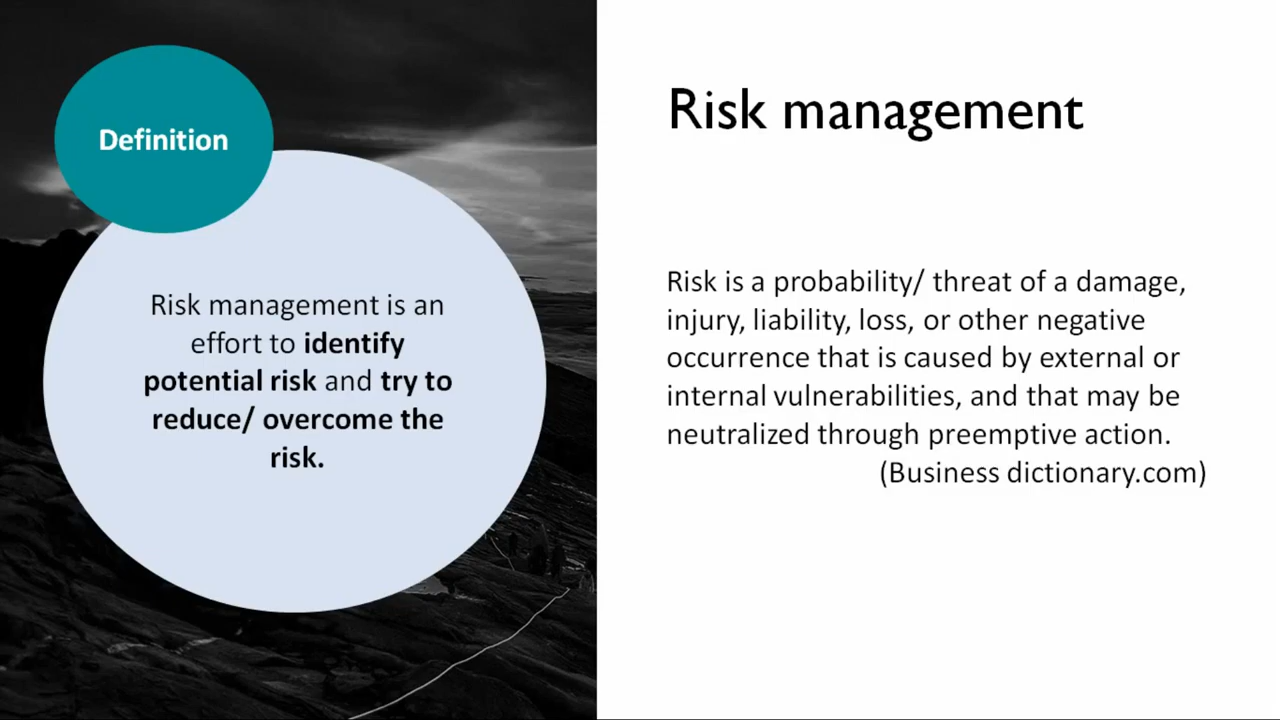 Definition
Risk management is an
effort to identify
potential risk and try to
reduce/ overcome the
risk.
Risk management
Risk is a probability/ threat of a damage,
injury, liability, loss, or other negative
occurrence that is caused by external or
internal vulnerabilities, and that may be
neutralized through preemptive action.
(Business dictionary.com)